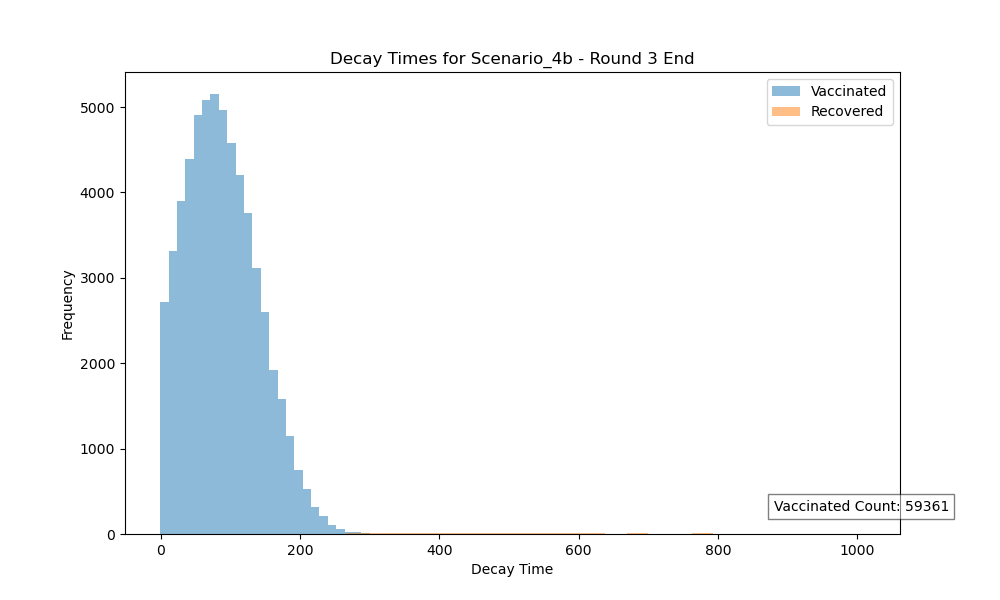 Decay Times for Scenario_4b - Round 3 End
Vaccinated
Recovered
5000
4000
3000
2000
1000
0
Frequency
Vaccinated Count: 59361
0
200
400
600
800
1000
Decay Time